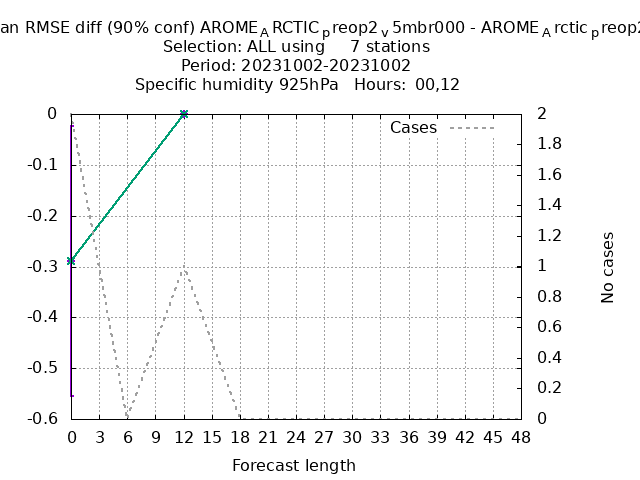 an RMSE diff (90% conf) AROME_A RCTIC_p reop2_v 5mbr000 - AROME_A rctic_p reop2
Selection: ALL using 7 stations
Period: 20231002-20231002
Specific humidity 925hPa Hours: 00,12
Cases
0
-0.1
-0.2
-0.3
-0.4
-0.5
-0.6
2
1.8
1.6
1.4
1.2
1
0.8
0.6
0.4
0.2
0
No cases
0 3 6 9 12 15 18 21 24 27 30 33 36 39 42 45 48
Forecast length